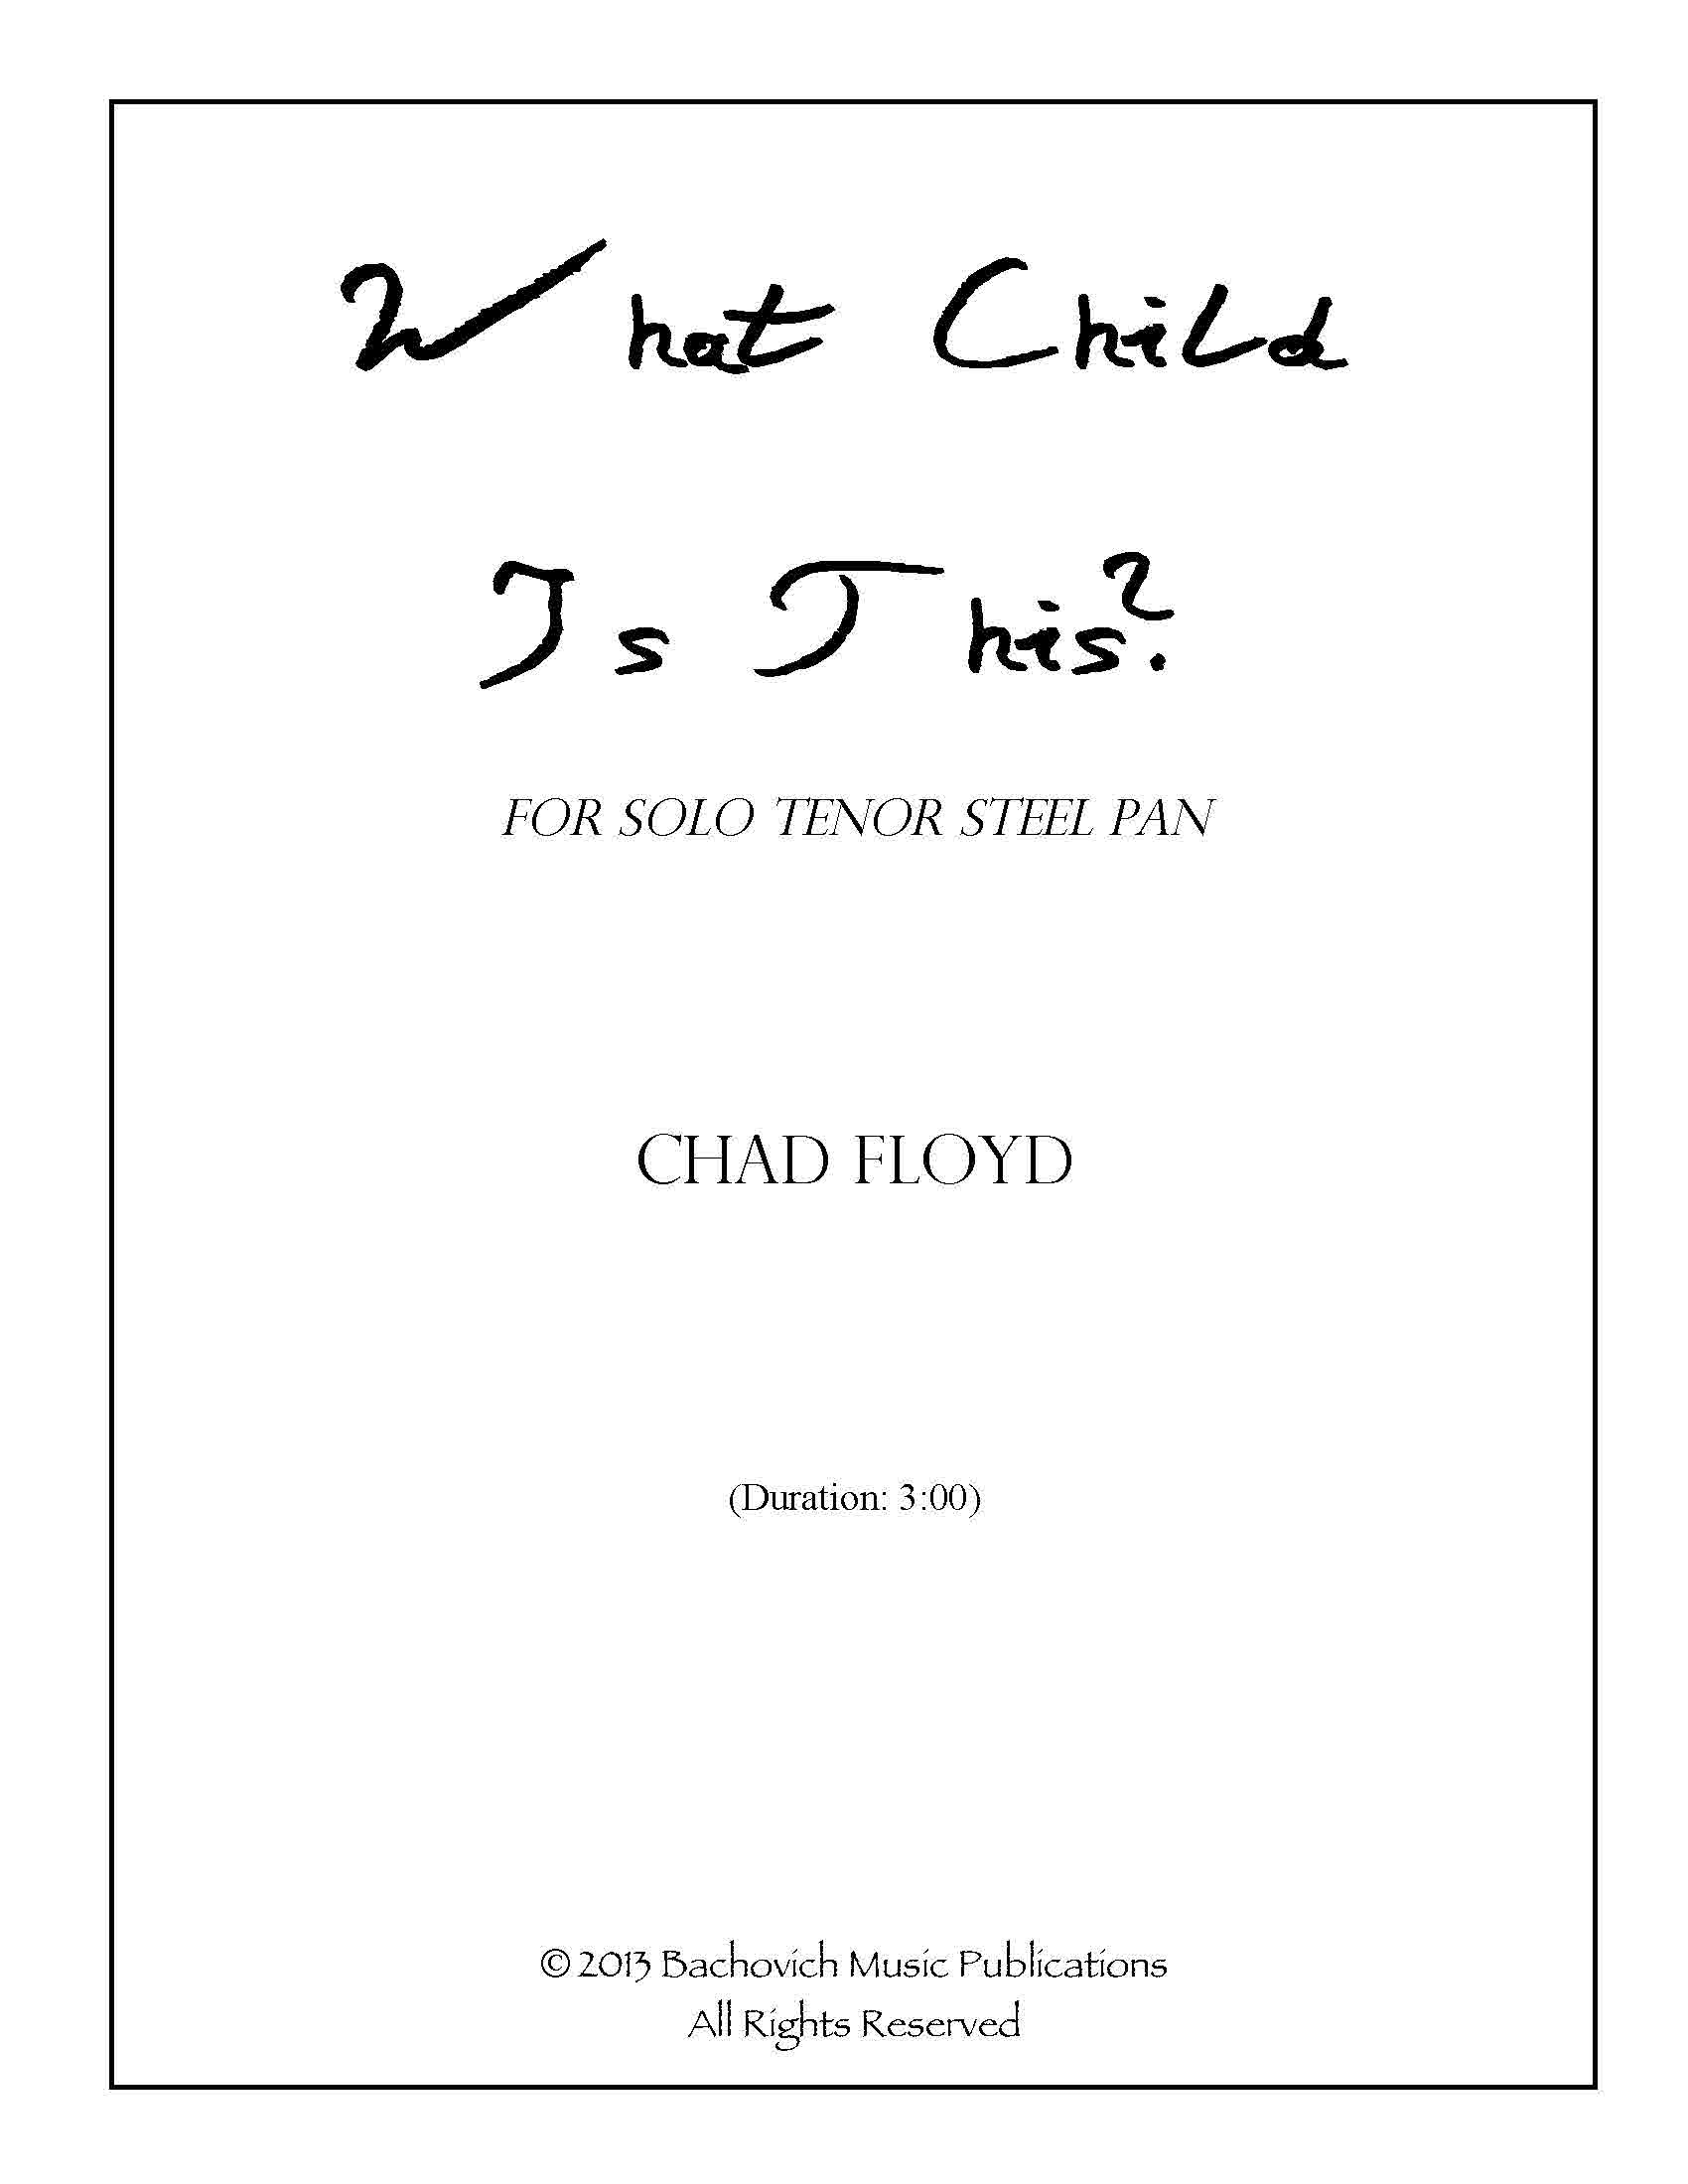 What Child
Is This?
FOR SOLO TENOR STEEL PAN
CHAD FLOYD
(Duration: 3:00)
© 2013 Bachovich Music Publications
All Rights Reserved